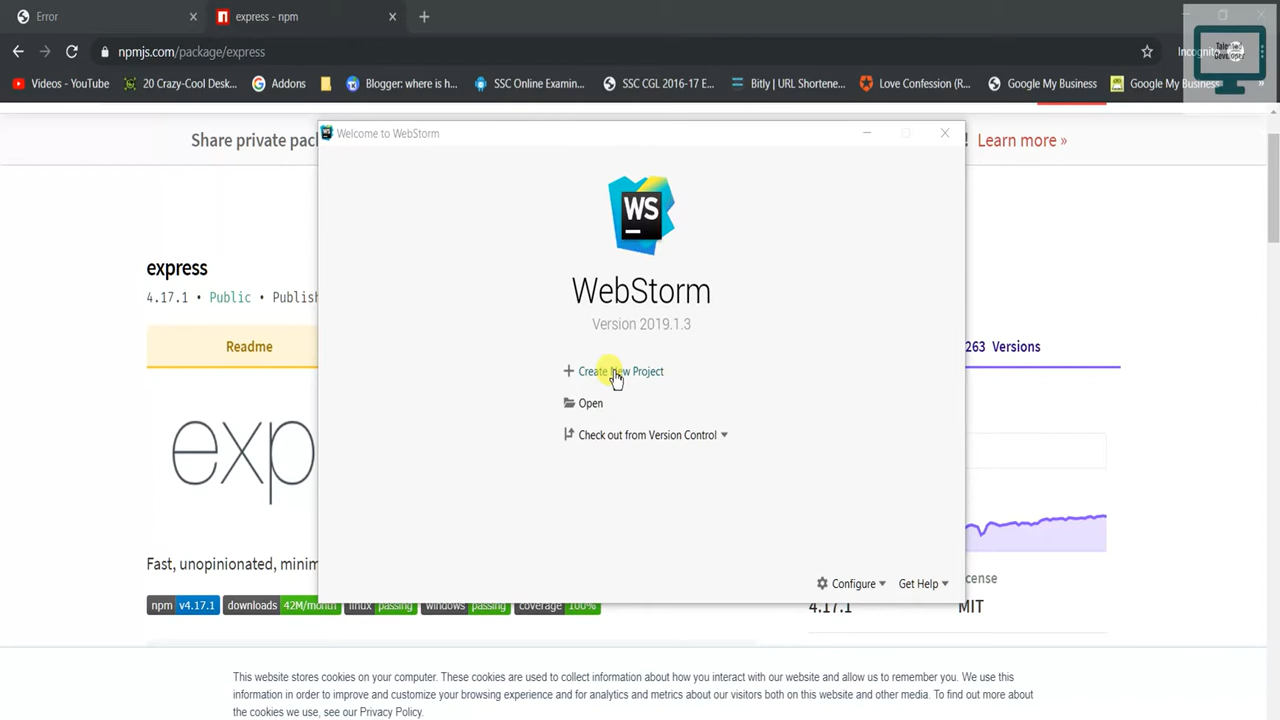 Error
express - npm
npmjs.com/package/express
Incognito
Talented
Developer
Videos - YouTube
20 Crazy-Cool Desk...
Addons
Blogger: where is h...
SSC Online Examin...
SSC CGL 2016-17 E...
Bitly | URL Shortene...
Love Confession (R...
Google My Business
Google My Business
»
Share private pac
! Learn more »
WS Welcome to WebStorm
WS
WebStorm
Version 2019.1.3
Create New Project
Open
Check out from Version Control
Configure
Get Help
express
4.17.1 • Public • Publish
Readme
263 Versions
exp
Fast, unopinionated, minim
cense
npm v4.17.1 downloads 42M/month linux passing windows passing coverage 100%
4.17.1 MIT
This website stores cookies on your computer. These cookies are used to collect information about how you interact with our website and allow us to remember you. We use this
information in order to improve and customize your browsing experience and for analytics and metrics about our visitors both on this website and other media. To find out more about
the cookies we use, see our Privacy Policy.